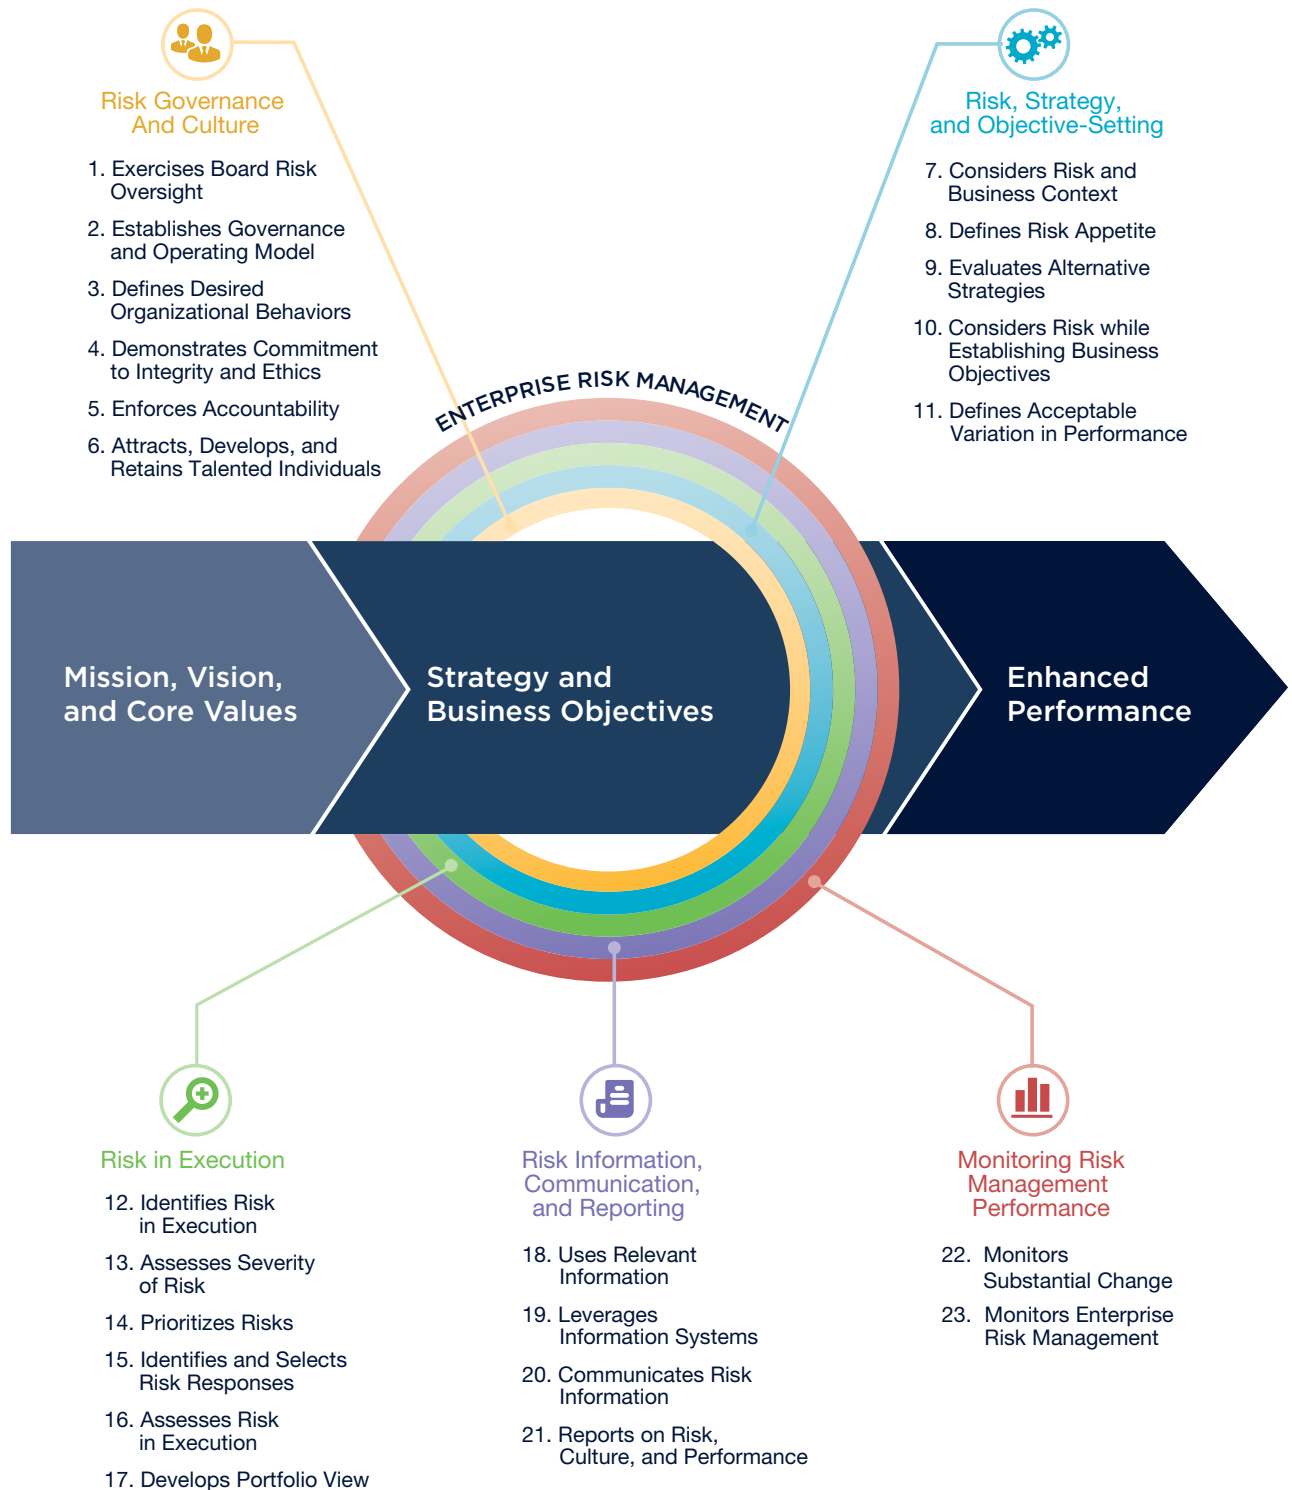 Risk Governance
And Culture
1. Exercises Board Risk
Oversight
2. Establishes Governance
and Operating Model
3. Defines Desired
Organizational Behaviors
4. Demonstrates Commitment
to Integrity and Ethics
5. Enforces Accountability
6. Attracts, Develops, and
Retains Talented Individuals
Risk, Strategy,
and Objective-Setting
7. Considers Risk and
Business Context
8. Defines Risk Appetite
9. Evaluates Alternative
Strategies
10. Considers Risk while
Establishing Business
Objectives
11. Defines Acceptable
Variation in Performance
ENTERPRISE RISK MANAGEMENT
Mission, Vision,
and Core Values
Strategy and
Business Objectives
Enhanced
Performance
Risk in Execution
12. Identifies Risk
in Execution
13. Assesses Severity
of Risk
14. Prioritizes Risks
15. Identifies and Selects
Risk Responses
16. Assesses Risk
in Execution
17. Develops Portfolio View
Risk Information,
Communication,
and Reporting
18. Uses Relevant
Information
19. Leverages
Information Systems
20. Communicates Risk
Information
21. Reports on Risk,
Culture, and Performance
Monitoring Risk
Management
Performance
22. Monitors
Substantial Change
23. Monitors Enterprise
Risk Management